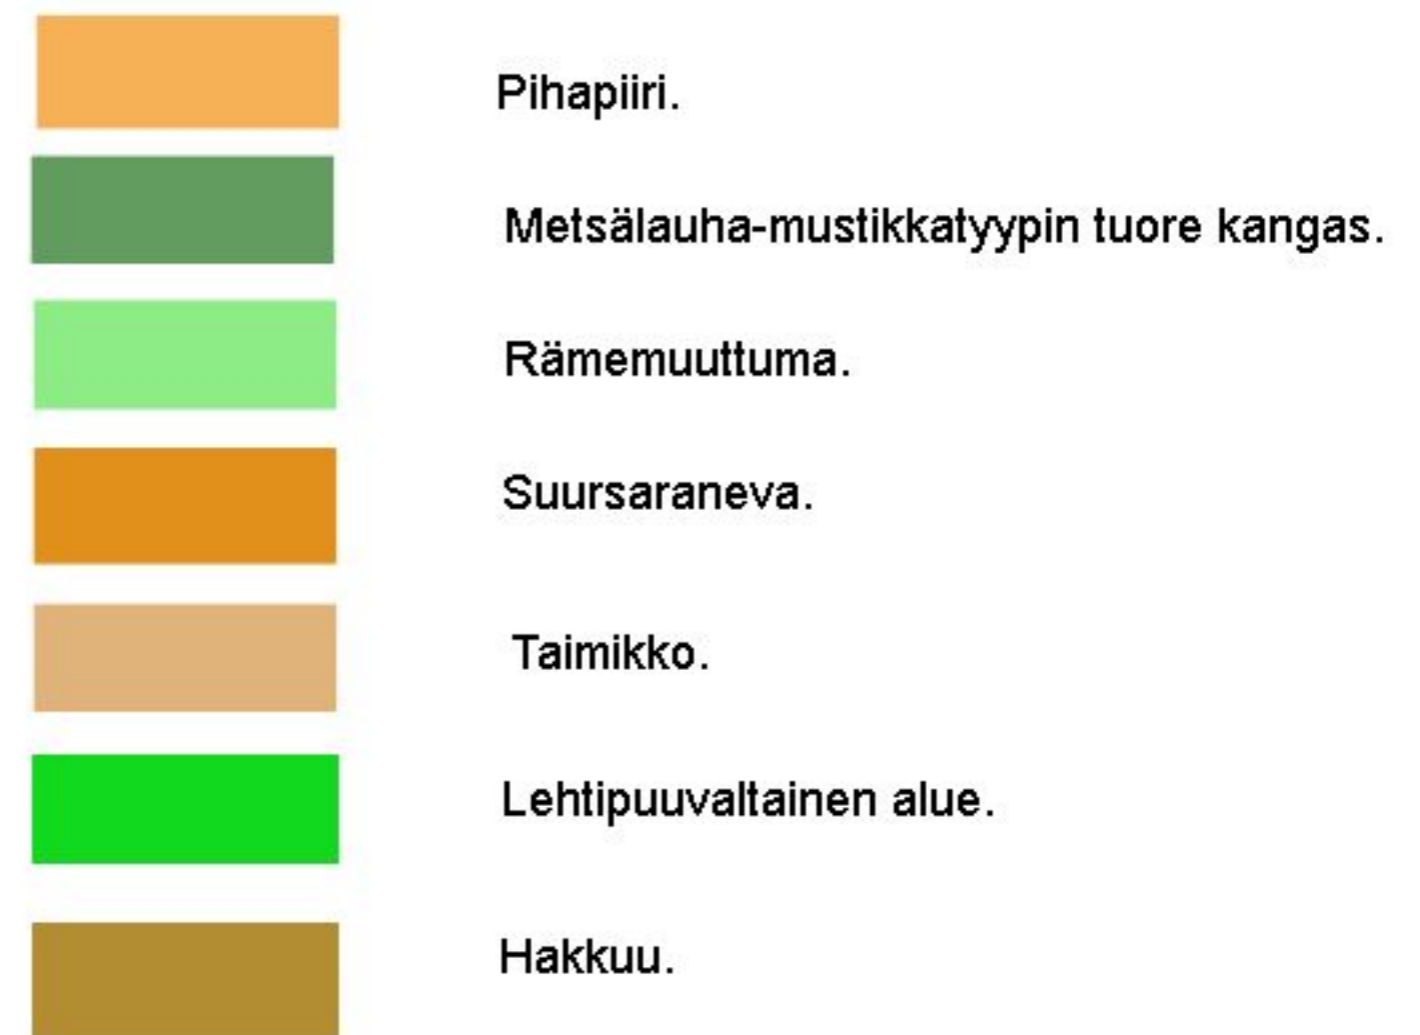 Pihapiiri.
Metsälauha-mustikkatyypin tuore kangas.
Rämemuuttuma.
Suursaraneva.
Taimikko.
Lehtipuuvaltainen alue.
Hakkuu.